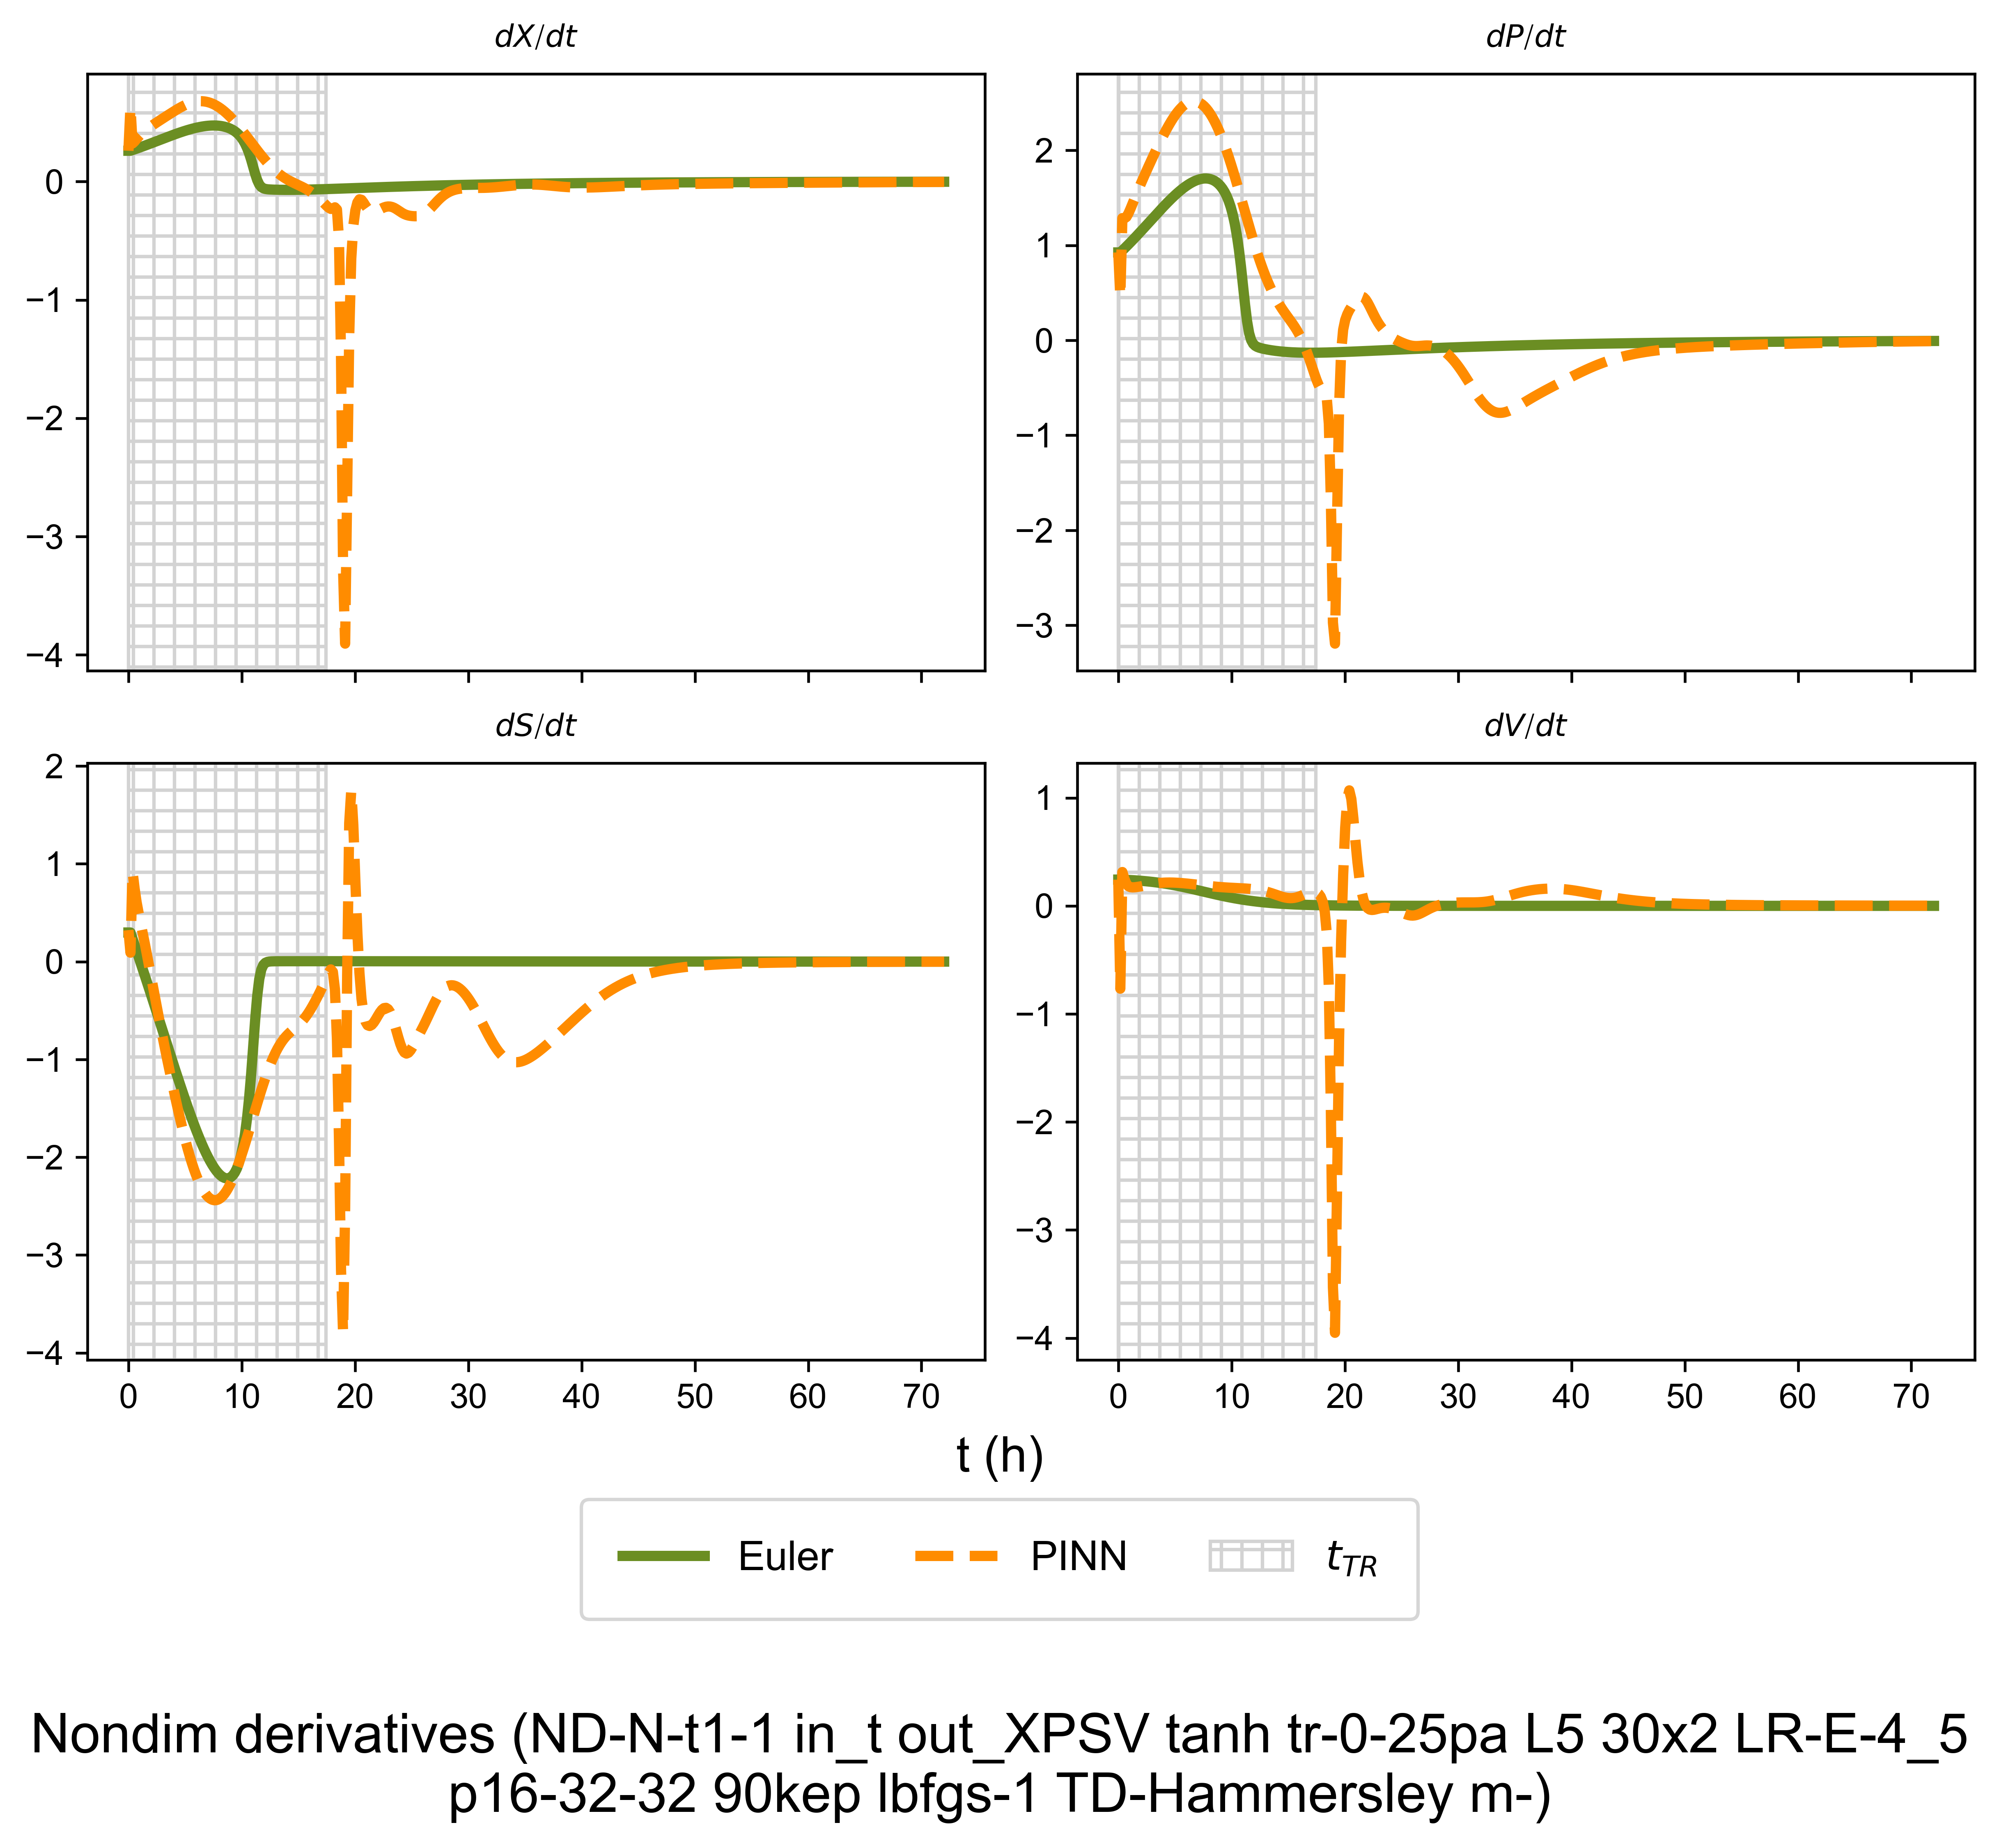 dX/dt
dP/dt
0
−1
−2
−3
−4
2
1
0
−1
−2
−3
dS/dt
dV/dt
2
1
0
−1
−2
−3
−4
1
0
−1
−2
−3
−4
0 10 20 30 40 50 60 70
0 10 20 30 40 50 60 70
t (h)
Euler PINN t_TR
Nondim derivatives (ND-N-t1-1 in_t out_XPSV tanh tr-0-25pa L5 30x2 LR-E-4_5
p16-32-32 90kep lbfgs-1 TD-Hammersley m-)